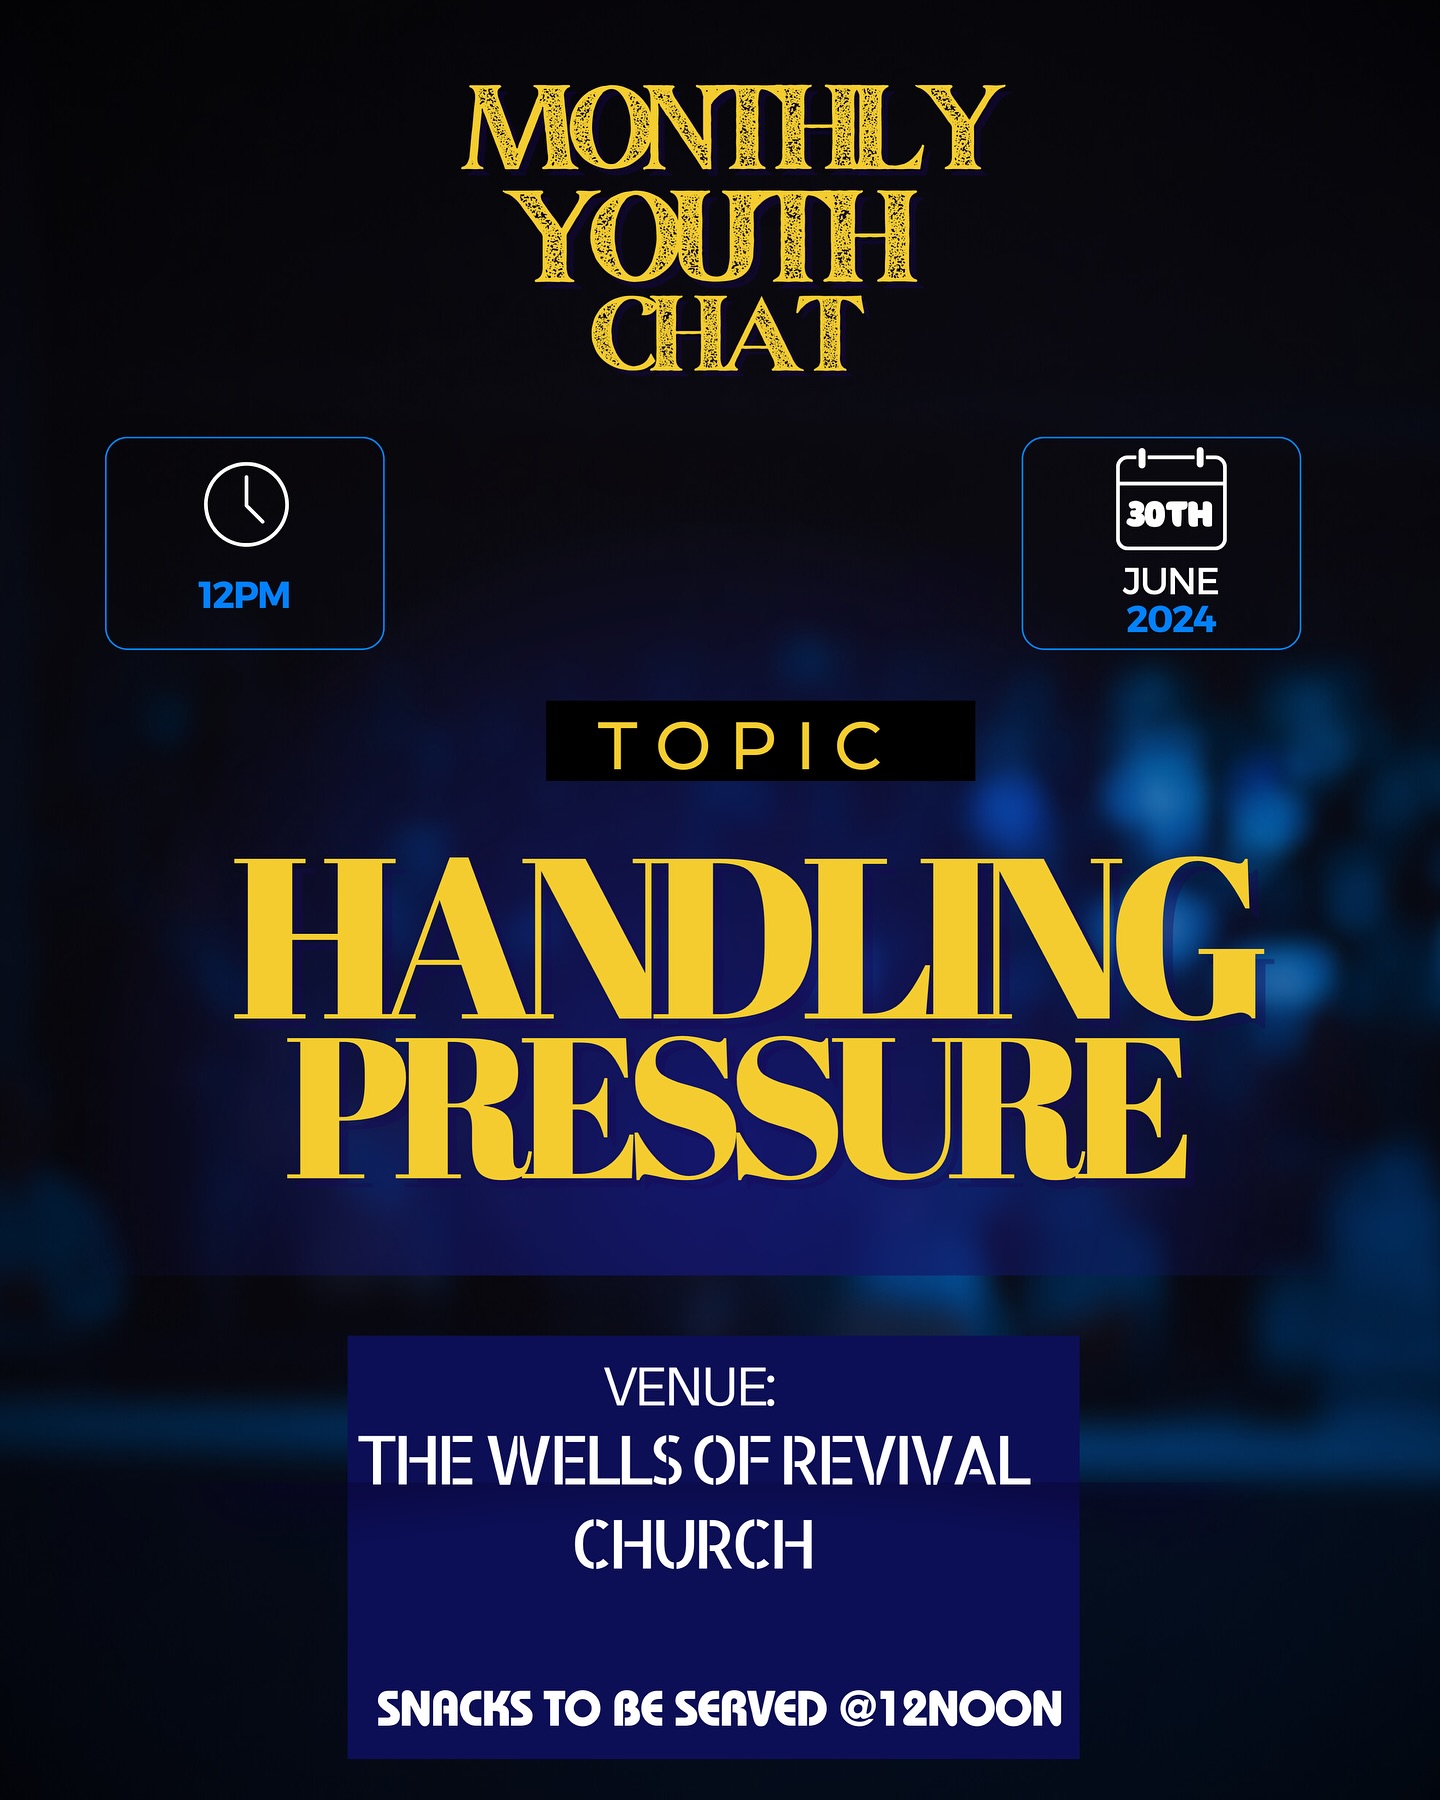 MONTHLY
YOUTH
CHAT
12PM
30TH
JUNE
2024
TOPIC
HANDLING
PRESSURE
VENUE:
THE WELLS OF REVIVAL
CHURCH
SNACKS TO BE SERVED @12NOON